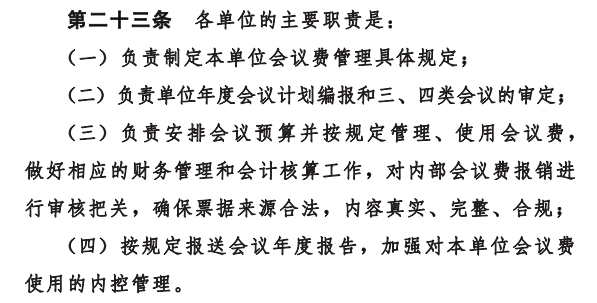 第二十三条 各单位的主要职责是：
（一）负责制定本单位会议费管理具体规定；
（二）负责单位年度会议计划编报和三、四类会议的审定；
（三）负责安排会议预算并按规定管理、使用会议费，
做好相应的财务管理和会计核算工作，对内部会议费报销进
行审核把关，确保票据来源合法，内容真实、完整、合规；
（四）按规定报送会议年度报告，加强对本单位会议费
使用的内控管理。